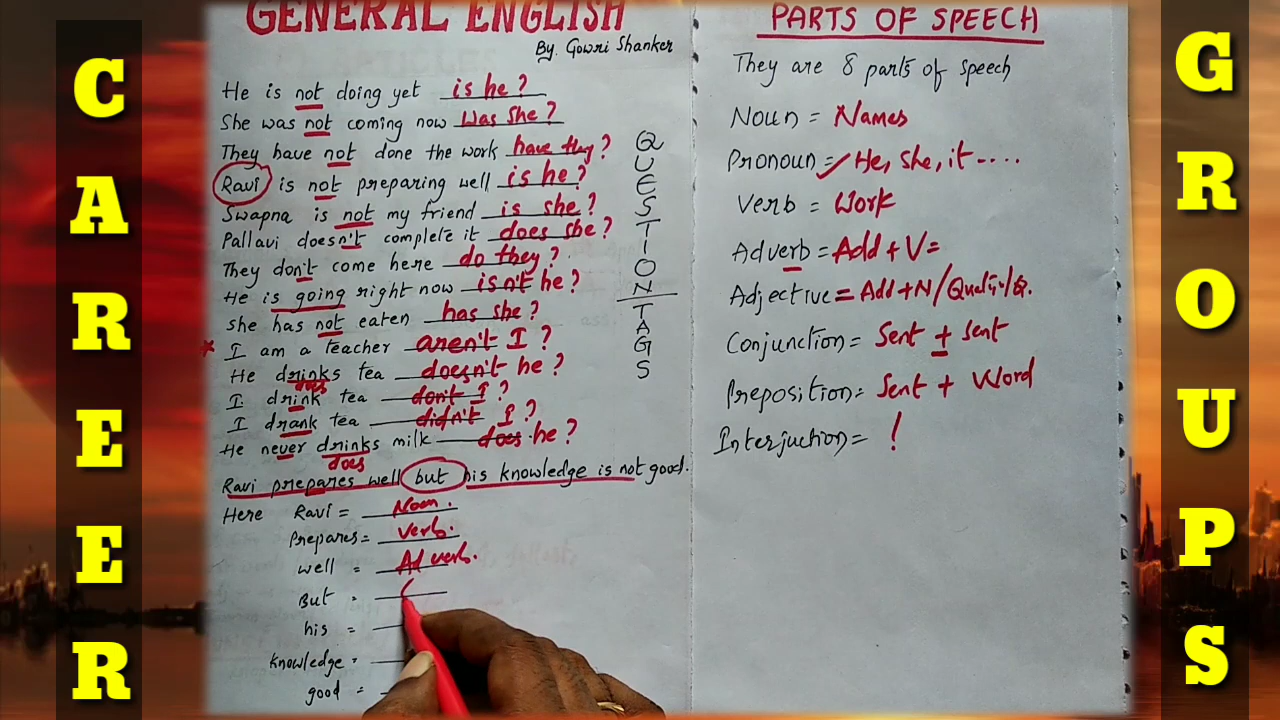 CAREER
GENERAL ENGLISH
By. Gowri Shanker
He is not doing yet is he?
She was not coming now was she?
They have not done the work have they?
Ravi is not preparing well is he?
Swapna is not my friend is she?
Pallavi doesn't complete it does she?
They don't come here do they?
He is going right now isn't he?
she has not eaten has she?
* I am a teacher aren't I?
He drinks tea doesn't he?
does
I drink tea don't I?
I drank tea didn't I?
He never drinks milk does he?
does
Ravi prepares well but his knowledge is not good.
Here Ravi = Noun.
Prepares = verb.
well = Adverb.
But =
his =
knowledge =
good =
QUESTION TAGS
PARTS OF SPEECH
They are 8 parts of speech
Noun = Names
Pronoun = He, She, it ....
Verb = Work
Adverb = Add + V =
Adjective = Add + N /
Conjunction = Sent + sent
Preposition = Sent + Word
Interjuction = !
GROUPS